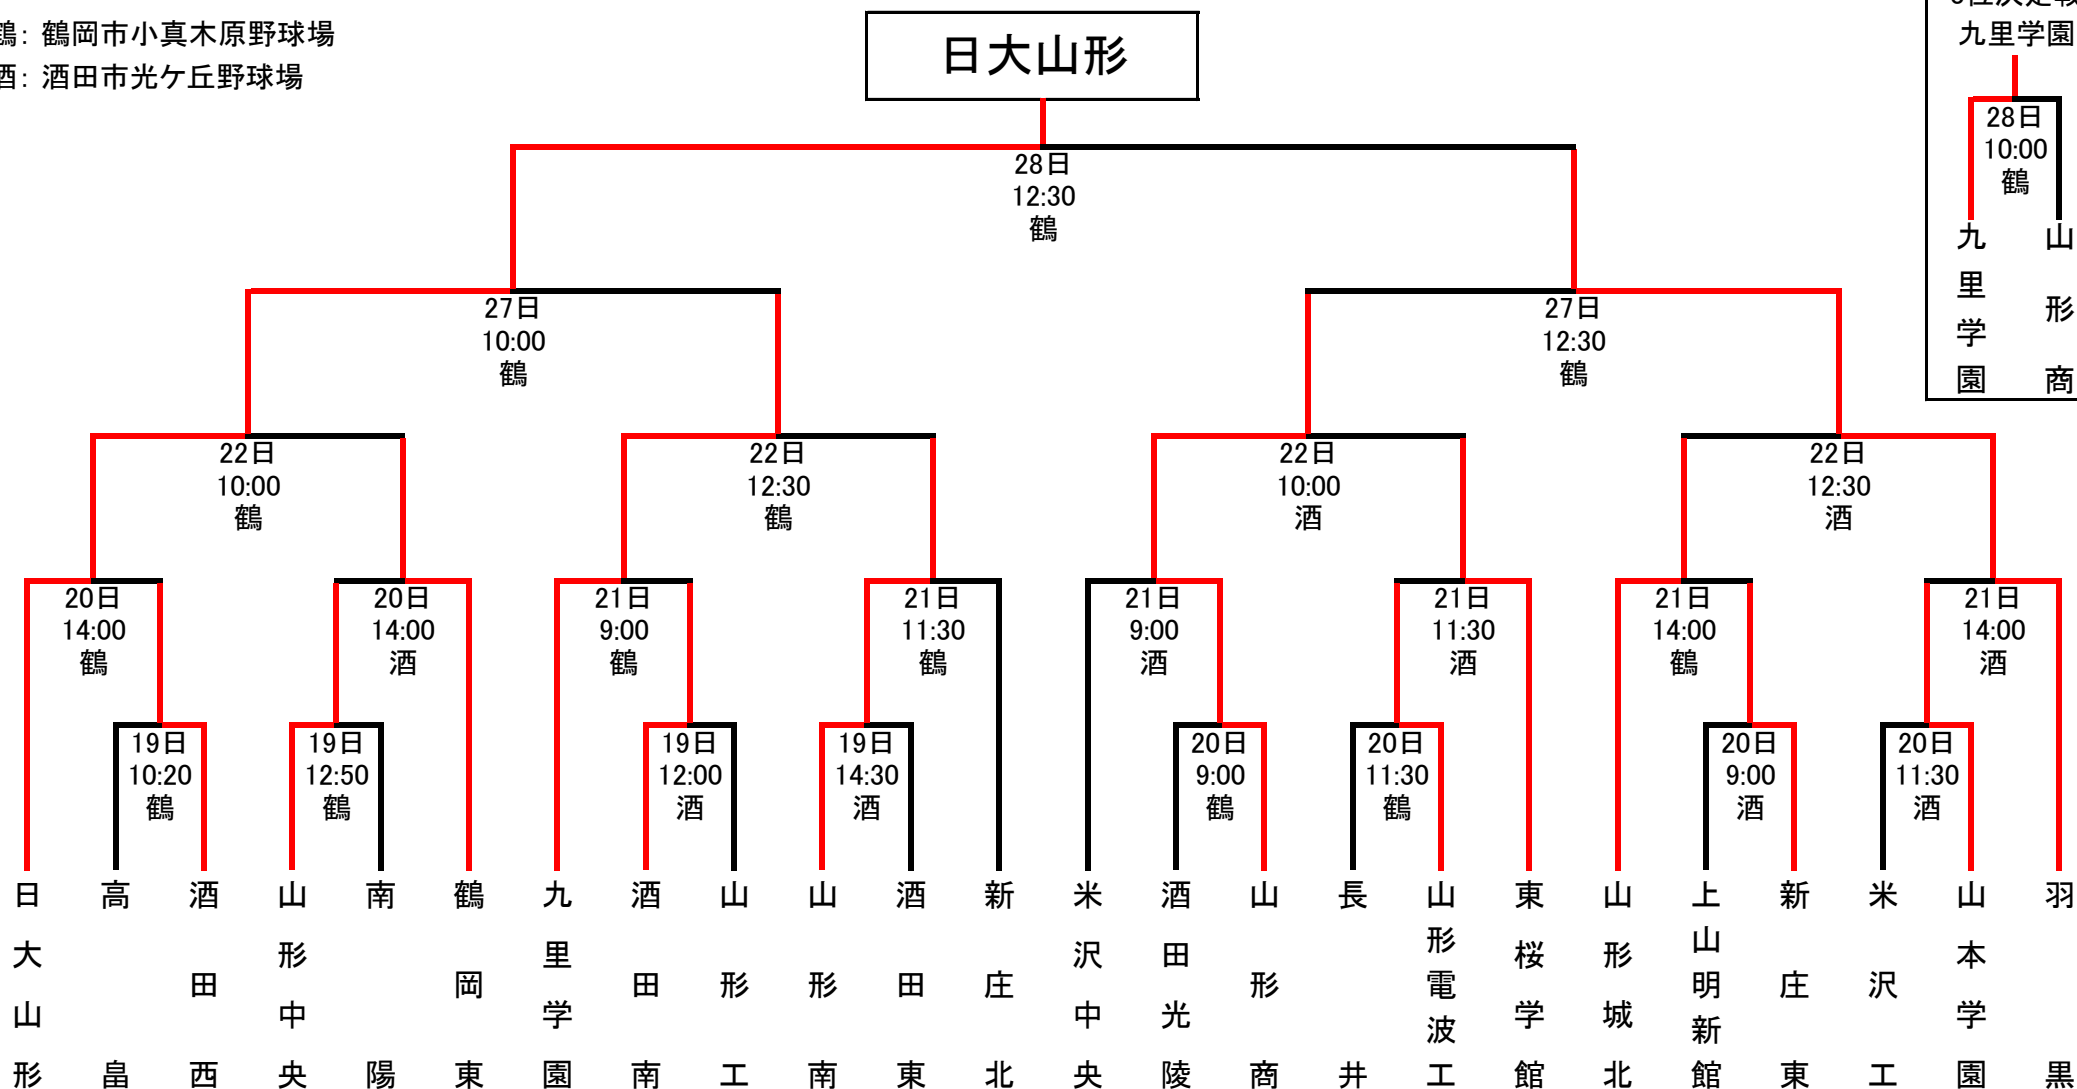 鶴：鶴岡市小真木原野球場
酒：酒田市光ケ丘野球場
日大山形
九里学園
28日
10:00
鶴
九里学園
山形商
28日
12:30
鶴
27日
10:00
鶴
27日
12:30
鶴
22日
10:00
鶴
22日
12:30
鶴
22日
10:00
酒
22日
12:30
酒
20日
14:00
鶴
20日
14:00
酒
21日
9:00
鶴
21日
11:30
鶴
21日
9:00
酒
21日
11:30
酒
21日
14:00
鶴
21日
14:00
酒
19日
10:20
鶴
19日
12:50
鶴
19日
12:00
酒
19日
14:30
酒
20日
9:00
鶴
20日
11:30
鶴
20日
9:00
酒
20日
11:30
酒
日大山形
高畠
酒田西
山形中央
南陽
鶴岡東
九里学園
酒田南
山形工
山形南
酒田東
新庄北
米沢中央
酒田光陵
山形商
長井
山形電波工
東桜学館
山形城北
上山明新館
新庄東
米沢工
山本学園
羽黒